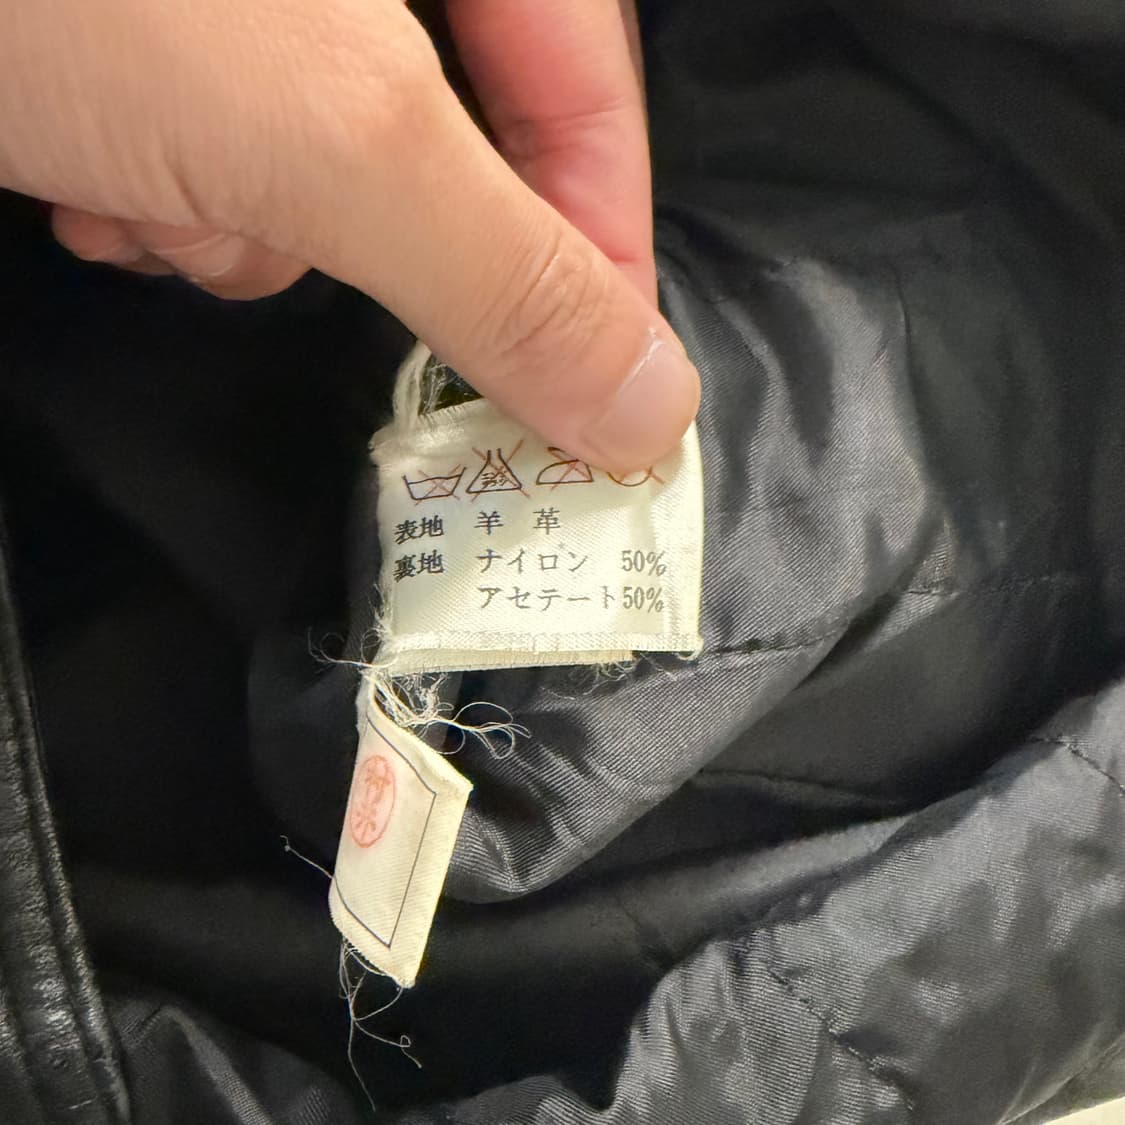 表地 羊 革
裏地 ナイロン 50%
アセテート50%